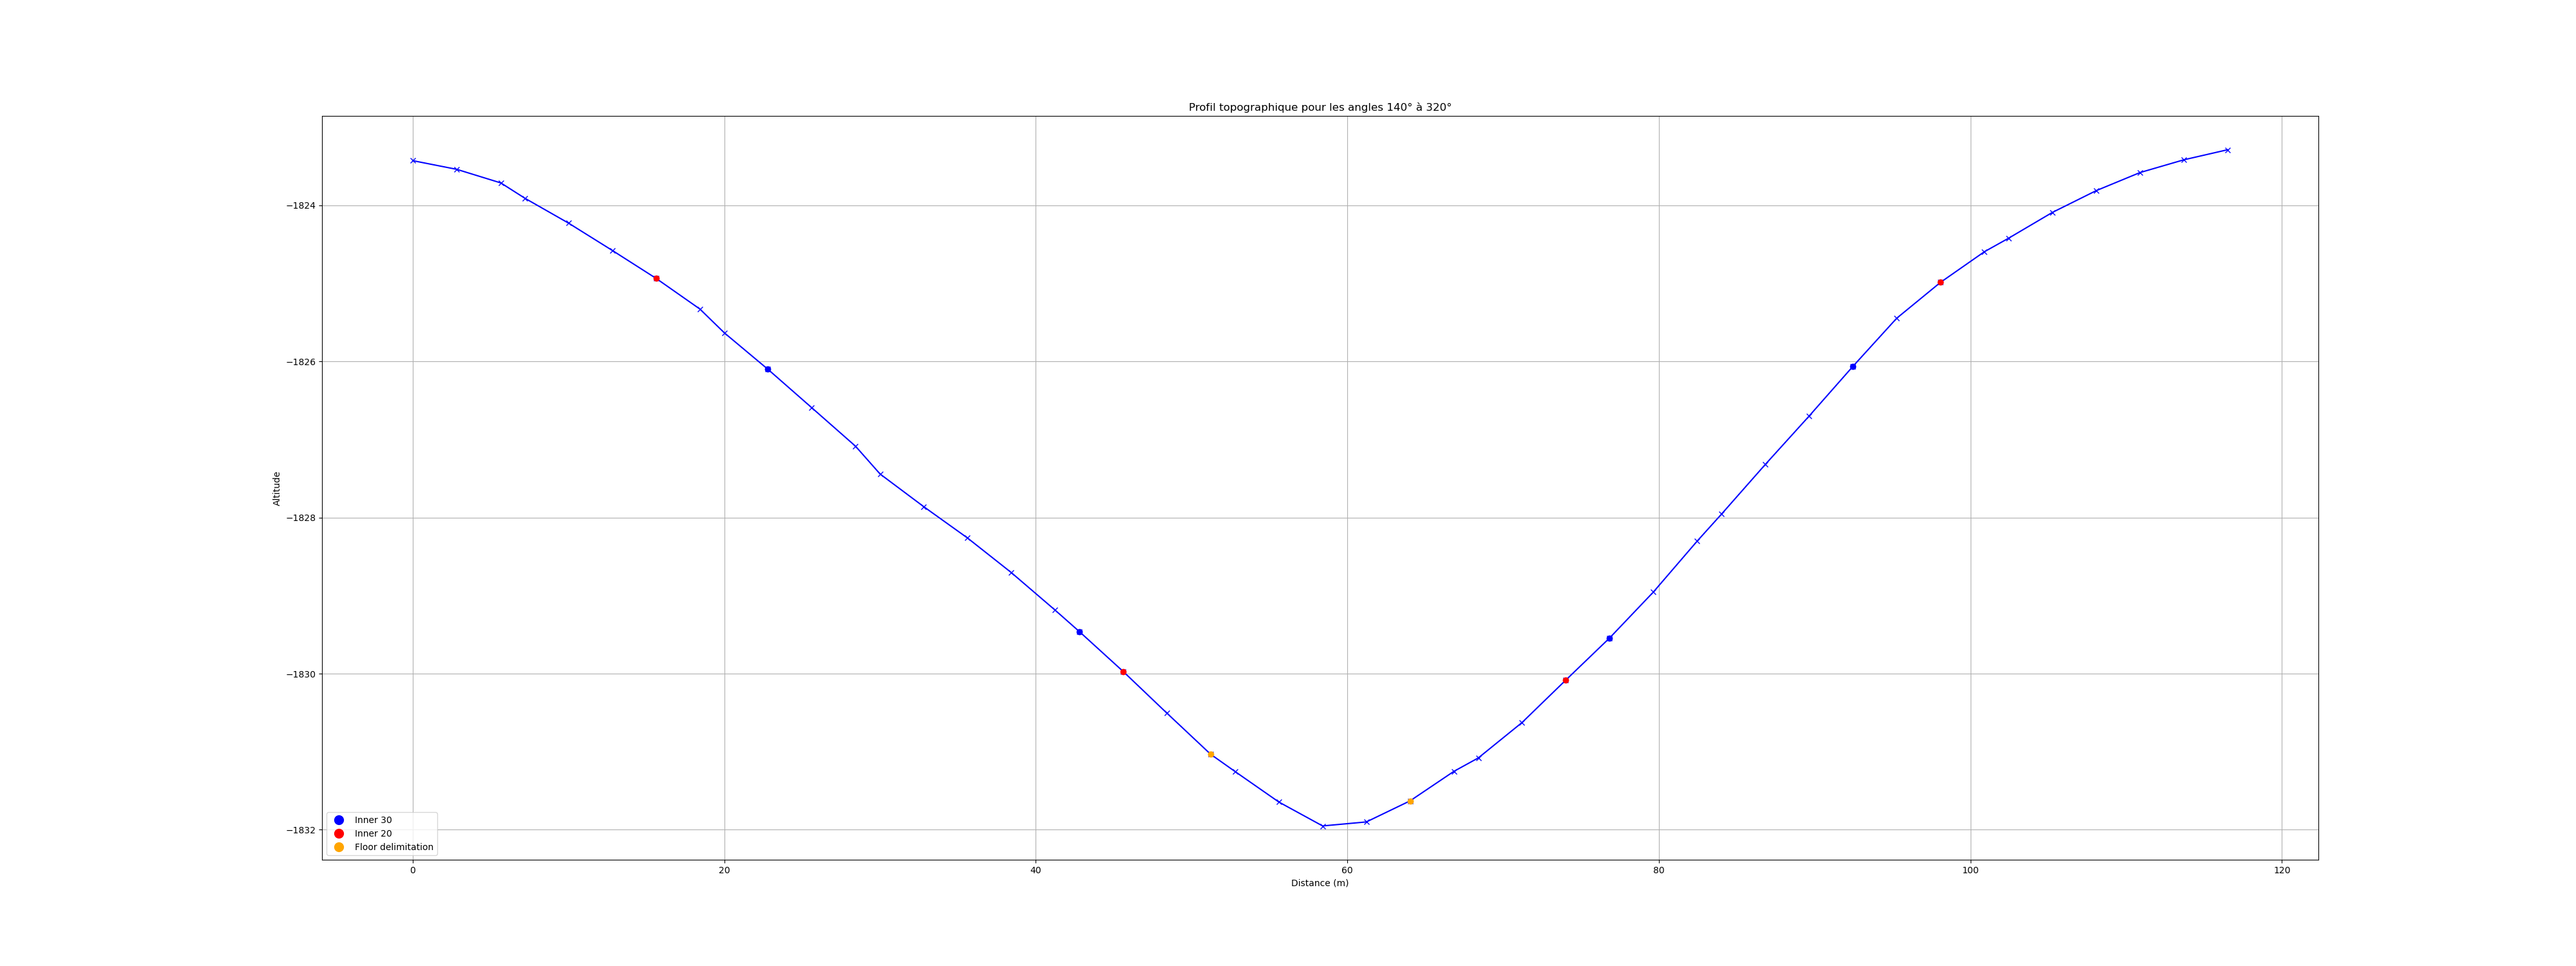 Profil topographique pour les angles 140° à 320°
−1824
−1826
−1828
−1830
−1832
Altitude
Inner 30
Inner 20
Floor delimitation
0 20 40 60 80 100 120
Distance (m)